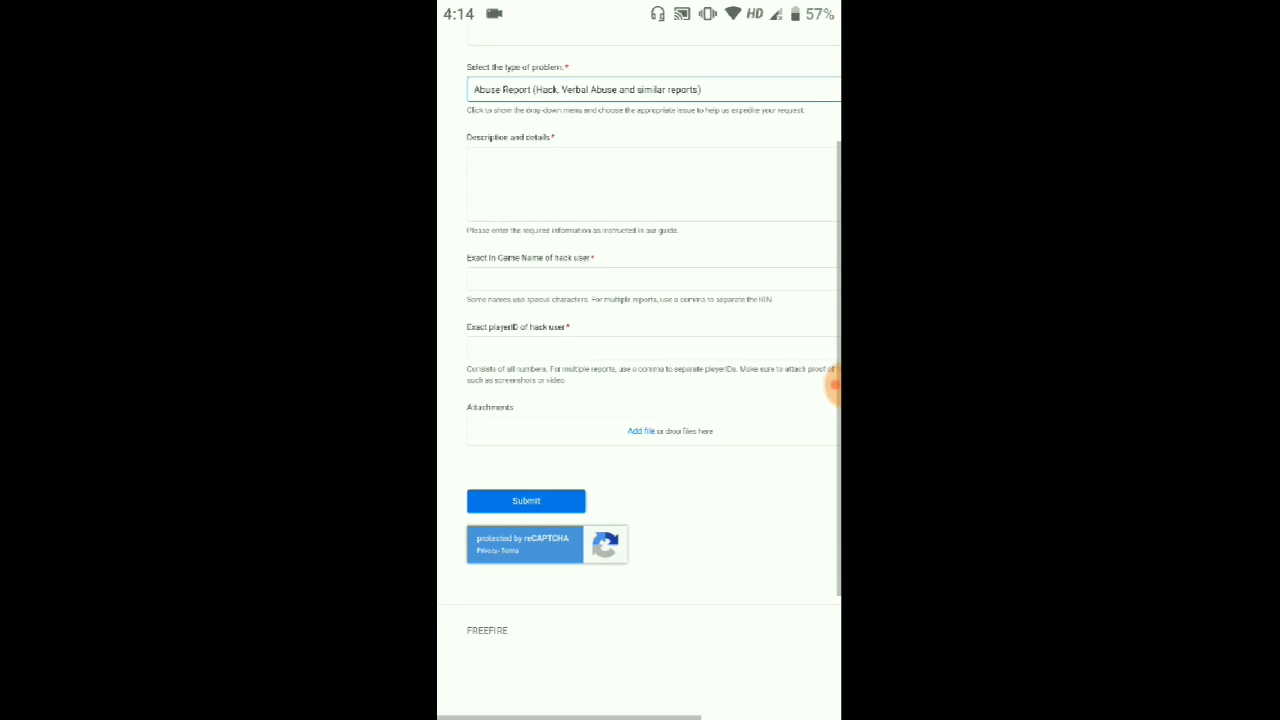 4:14 HD 57%
Select the type of problem:*
Abuse Report (Hack, Verbal Abuse and similar reports)
Click to show the drop-down menu and choose the appropriate issue to help us expedite your request.
Description and details*
Please enter the required information as instructed in our guide.
Exact In Game Name of hack user*
Some names use special characters. For multiple reports, use a comma to separate the IGN.
Exact playerID of hack user*
Consists of all numbers. For multiple reports, use a comma to separate playerIDs. Make sure to attach proof of
such as screenshots or video.
Attachments
Add file or drop files here
Submit
protected by reCAPTCHA
Privacy - Terms
FREEFIRE